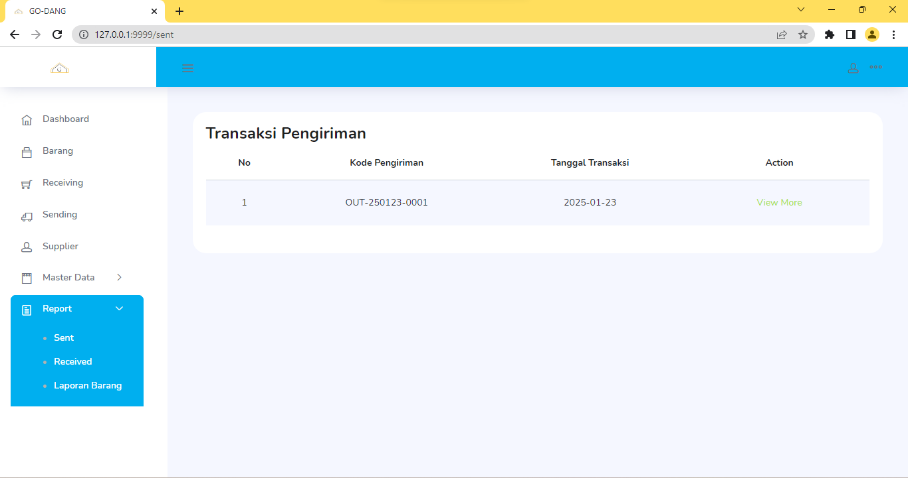 GO-DANG
127.0.0.1:9999/sent
Dashboard
Barang
Receiving
Sending
Supplier
Master Data
Report
Sent
Received
Laporan Barang
Transaksi Pengiriman
No Kode Pengiriman Tanggal Transaksi Action
1 OUT-250123-0001 2025-01-23 View More